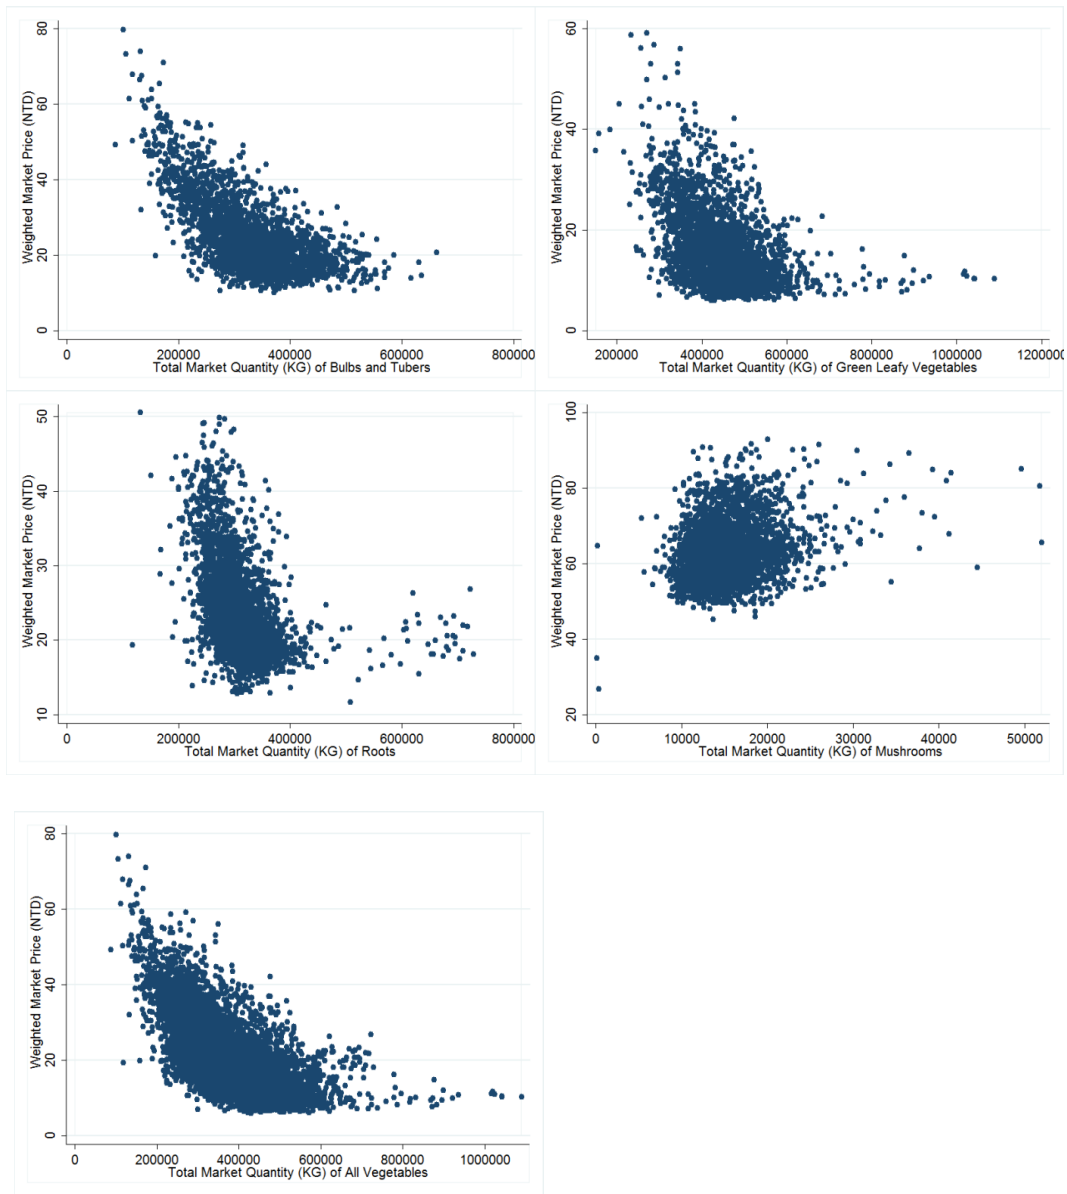 Weighted Market Price (NTD)
80
60
40
20
0
0 200000 400000 600000 800000
Total Market Quantity (KG) of Bulbs and Tubers
Weighted Market Price (NTD)
60
40
20
0
200000 400000 600000 800000 1000000 1200000
Total Market Quantity (KG) of Green Leafy Vegetables
Weighted Market Price (NTD)
50
40
30
20
10
0 200000 400000 600000 800000
Total Market Quantity (KG) of Roots
Weighted Market Price (NTD)
100
80
60
40
20
0 10000 20000 30000 40000 50000
Total Market Quantity (KG) of Mushrooms
Weighted Market Price (NTD)
80
60
40
20
0
0 200000 400000 600000 800000 1000000
Total Market Quantity (KG) of All Vegetables